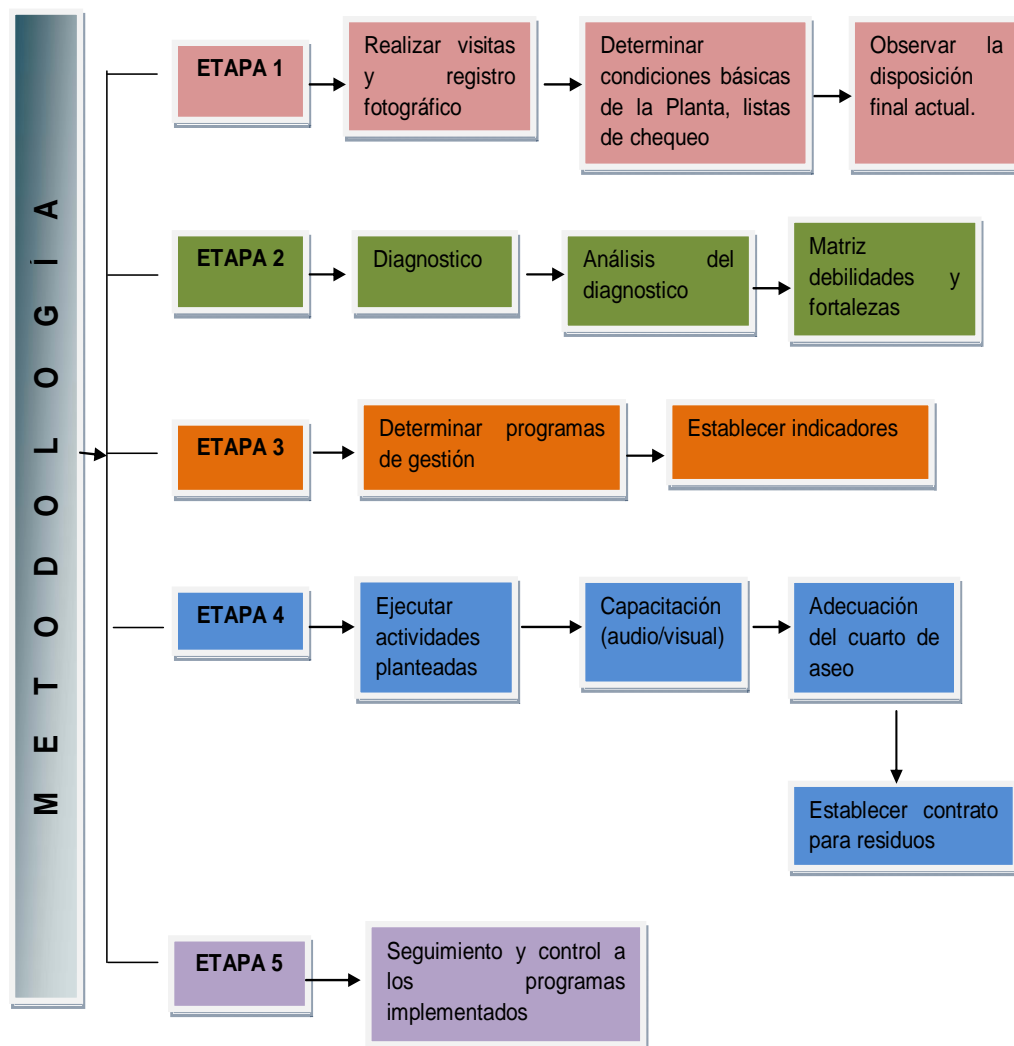 METODOLOGÍA
ETAPA 1
Realizar visitas
y registro
fotográfico
Determinar
condiciones básicas
de la Planta, listas
de chequeo
Observar la
disposición
final actual.
ETAPA 2
Diagnostico
Análisis del
diagnostico
Matriz
debilidades y
fortalezas
ETAPA 3
Determinar programas
de gestión
Establecer indicadores
ETAPA 4
Ejecutar
actividades
planteadas
Capacitación
(audio/visual)
Adecuación
del cuarto de
aseo
Establecer contrato
para residuos
ETAPA 5
Seguimiento y control a
los programas
implementados